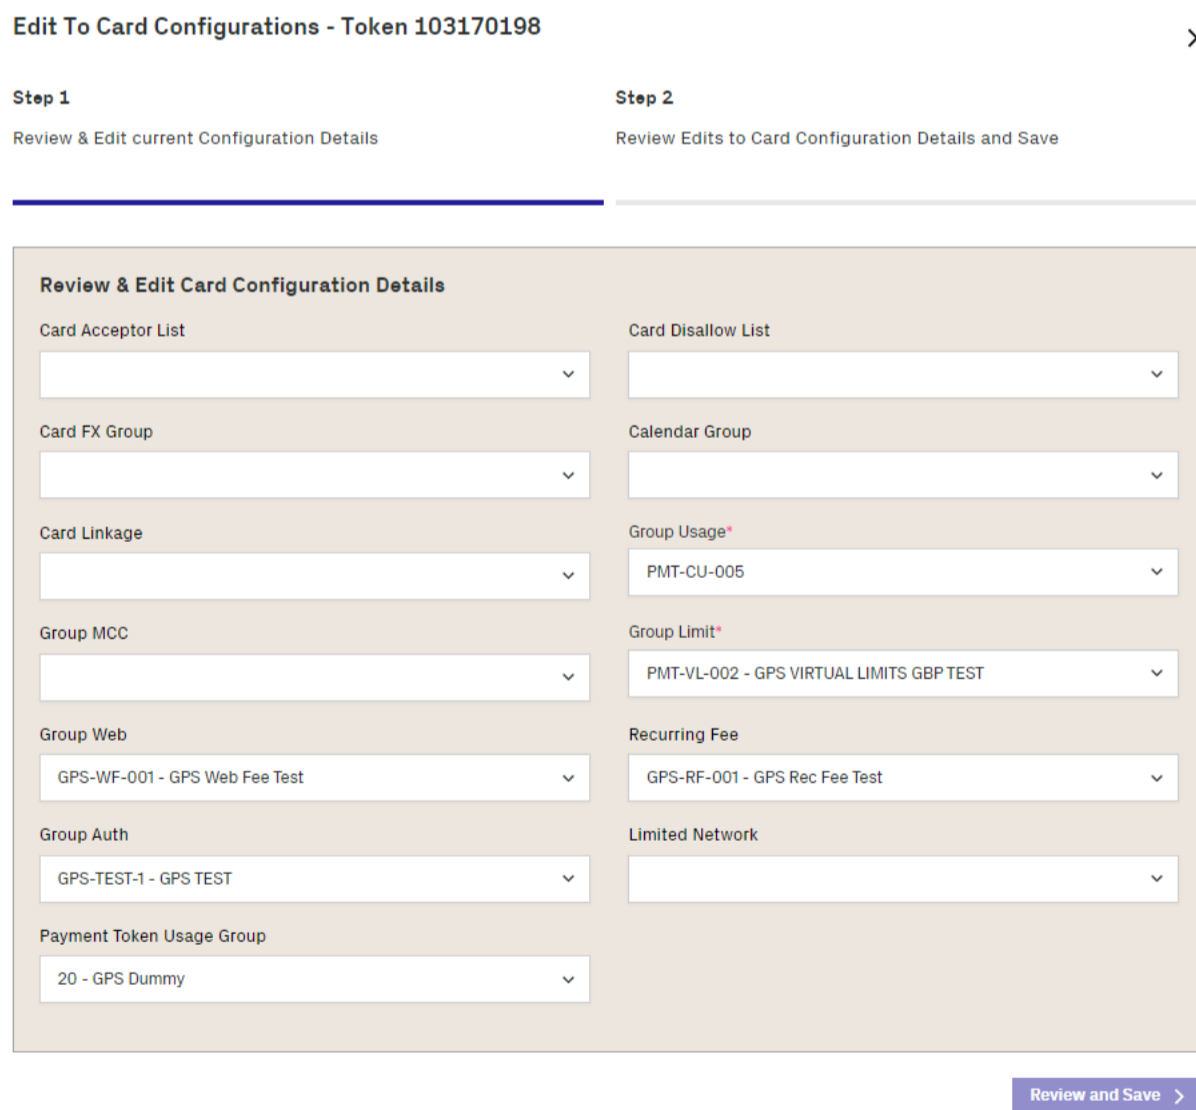 Edit To Card Configurations - Token 103170198
Step 1
Review & Edit current Configuration Details
Step 2
Review Edits to Card Configuration Details and Save
Review & Edit Card Configuration Details
Card Acceptor List
Card Disallow List
Card FX Group
Calendar Group
Card Linkage
Group Usage*
PMT-CU-005
Group MCC
Group Limit*
PMT-VL-002 - GPS VIRTUAL LIMITS GBP TEST
Group Web
GPS-WF-001 - GPS Web Fee Test
Recurring Fee
GPS-RF-001 - GPS Rec Fee Test
Group Auth
GPS-TEST-1 - GPS TEST
Limited Network
Payment Token Usage Group
20 - GPS Dummy
Review and Save